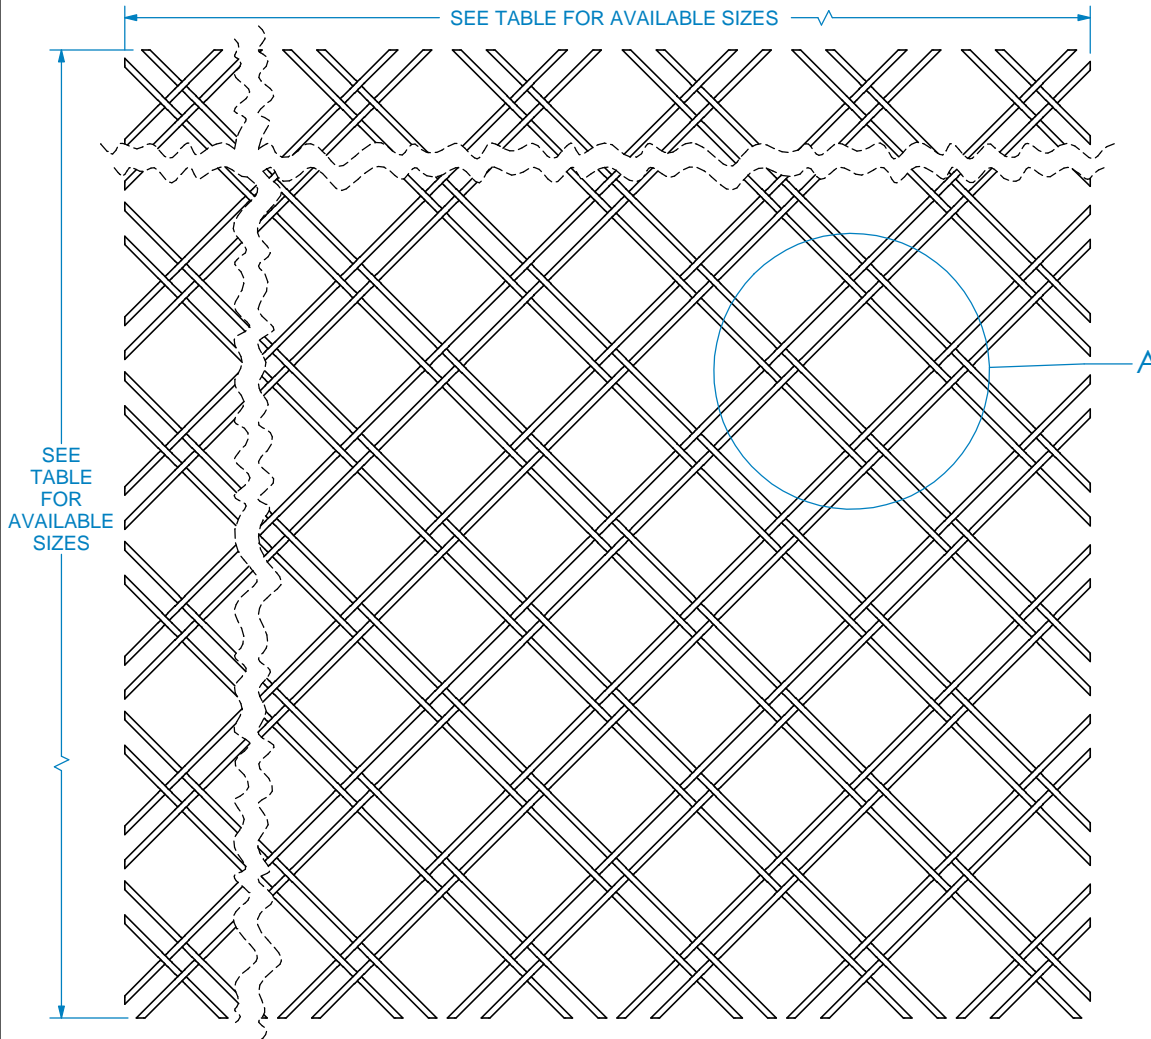 SEE TABLE FOR AVAILABLE SIZES
A
SEE
TABLE
FOR
AVAILABLE
SIZES